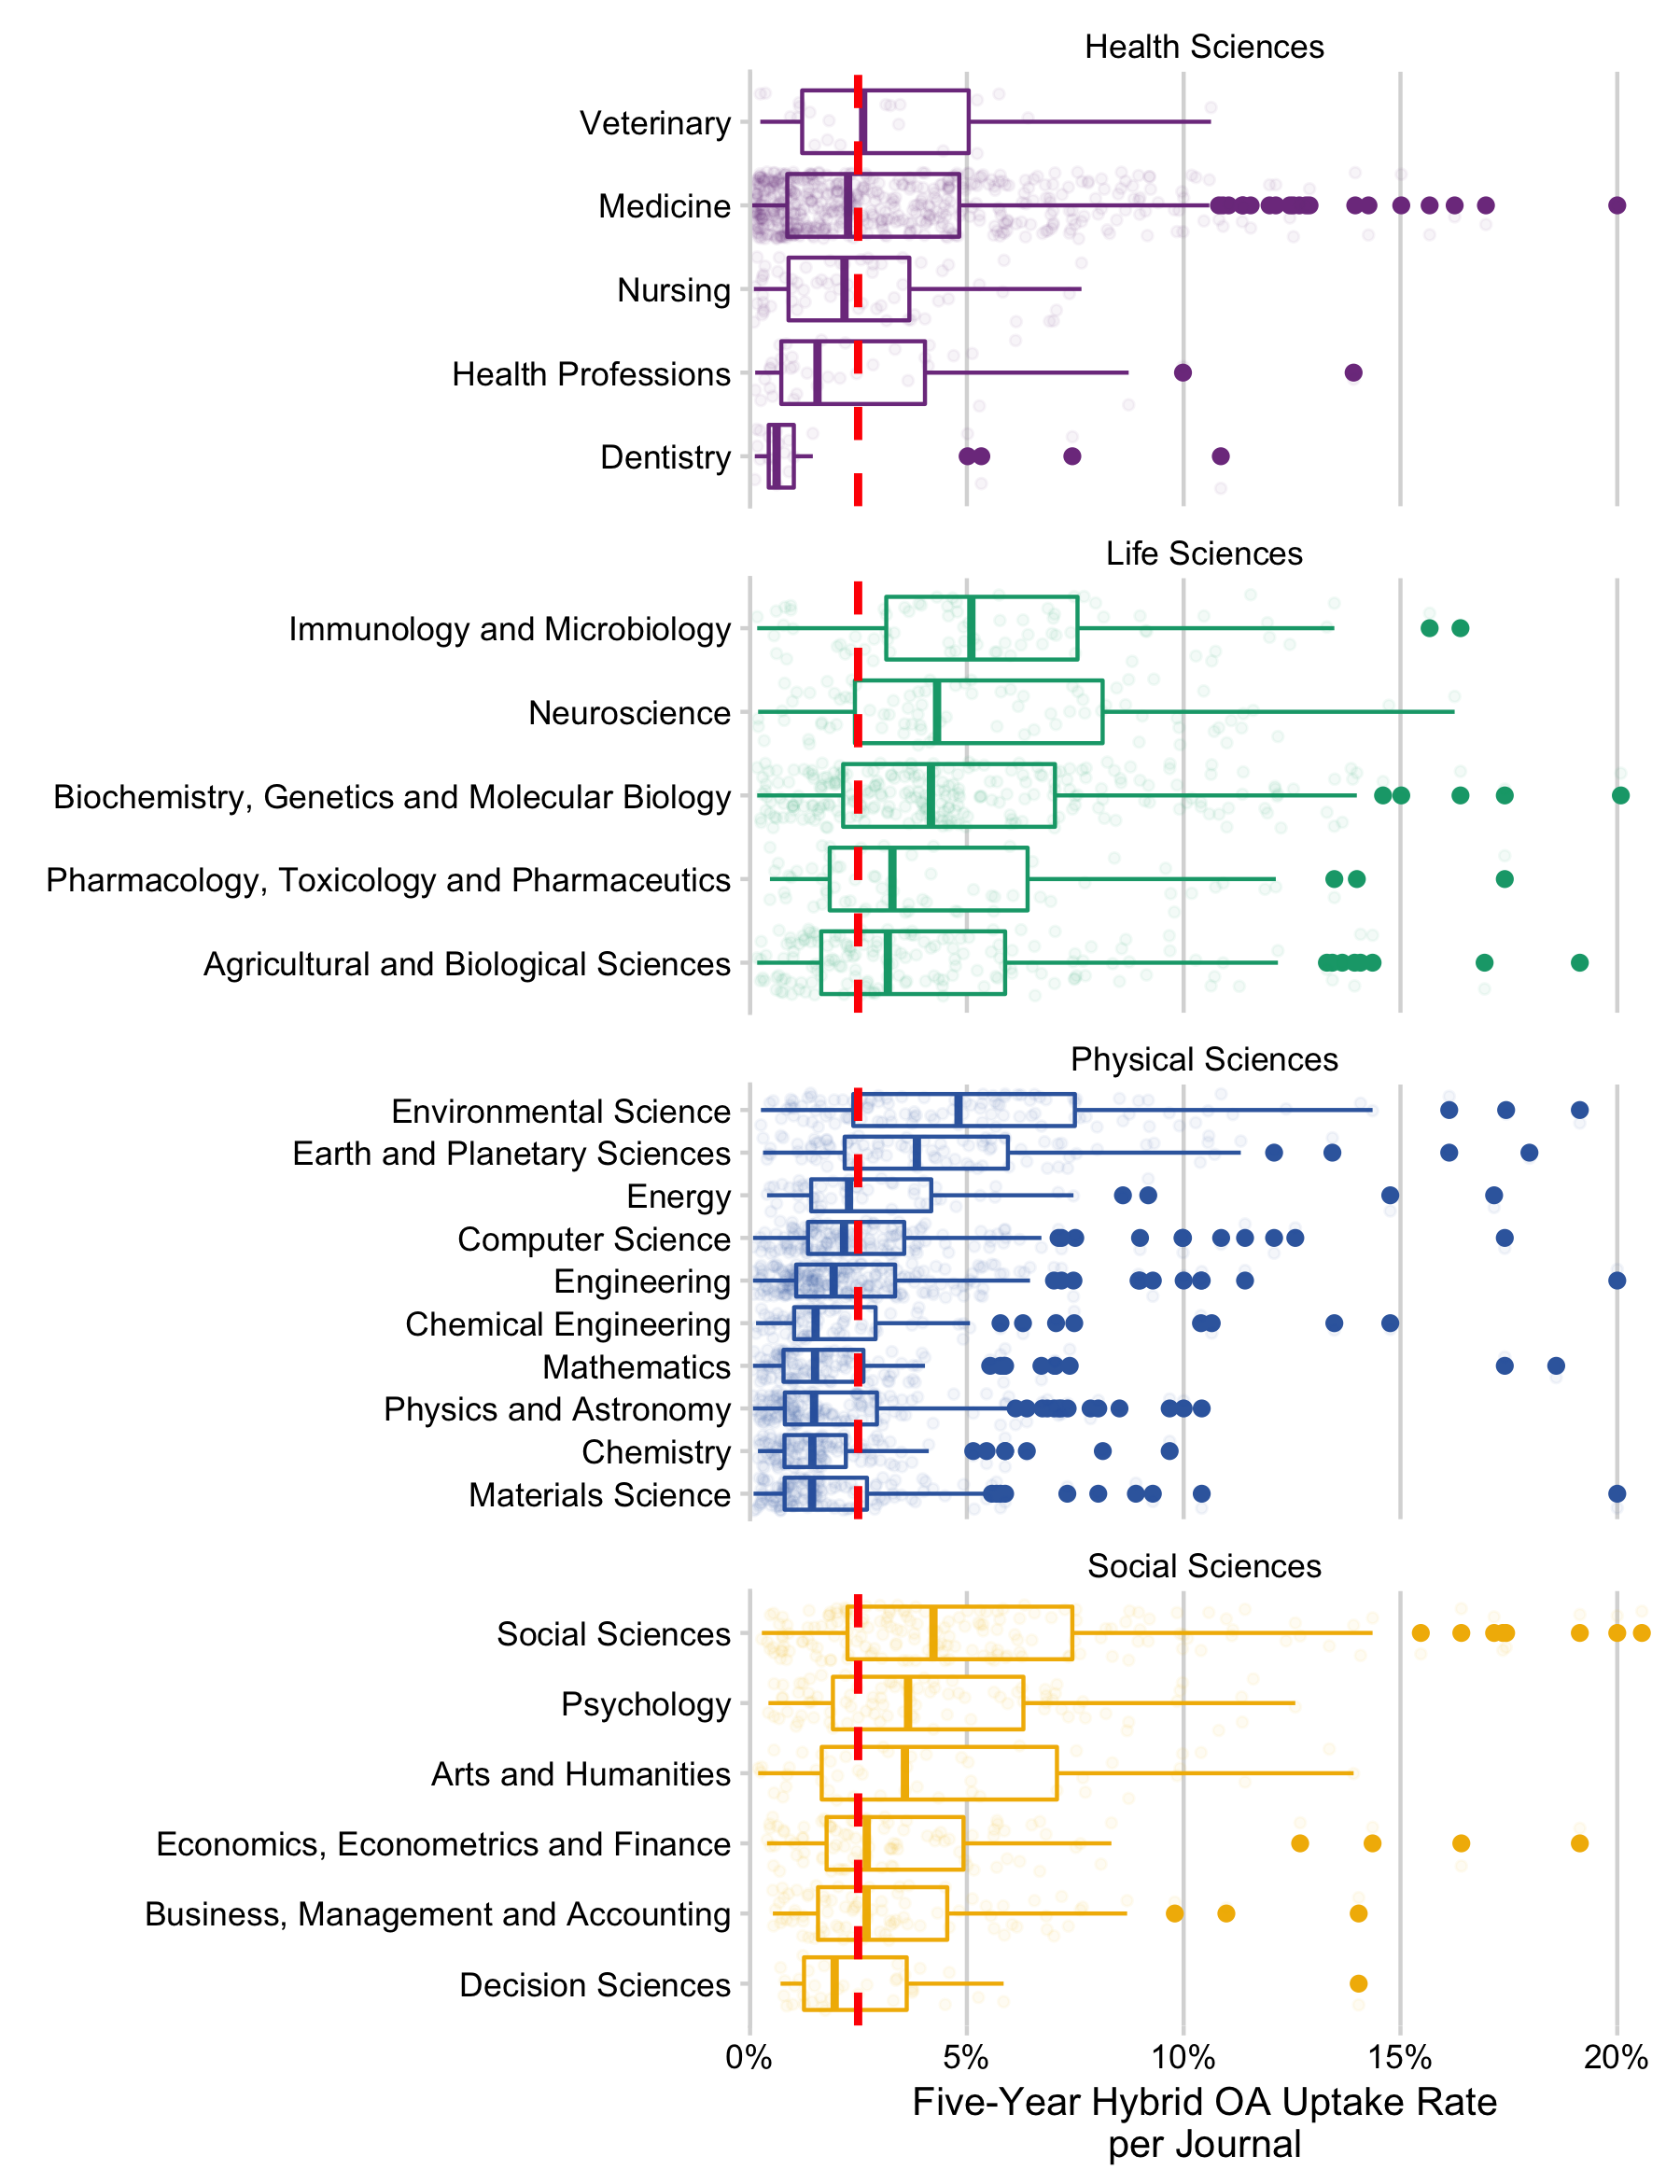 Health Sciences
Veterinary
Medicine
Nursing
Health Professions
Dentistry
Life Sciences
Immunology and Microbiology
Neuroscience
Biochemistry, Genetics and Molecular Biology
Pharmacology, Toxicology and Pharmaceutics
Agricultural and Biological Sciences
Physical Sciences
Environmental Science
Earth and Planetary Sciences
Energy
Computer Science
Engineering
Chemical Engineering
Mathematics
Physics and Astronomy
Chemistry
Materials Science
Social Sciences
Social Sciences
Psychology
Arts and Humanities
Economics, Econometrics and Finance
Business, Management and Accounting
Decision Sciences
0% 5% 10% 15% 20%
Five-Year Hybrid OA Uptake Rate
per Journal